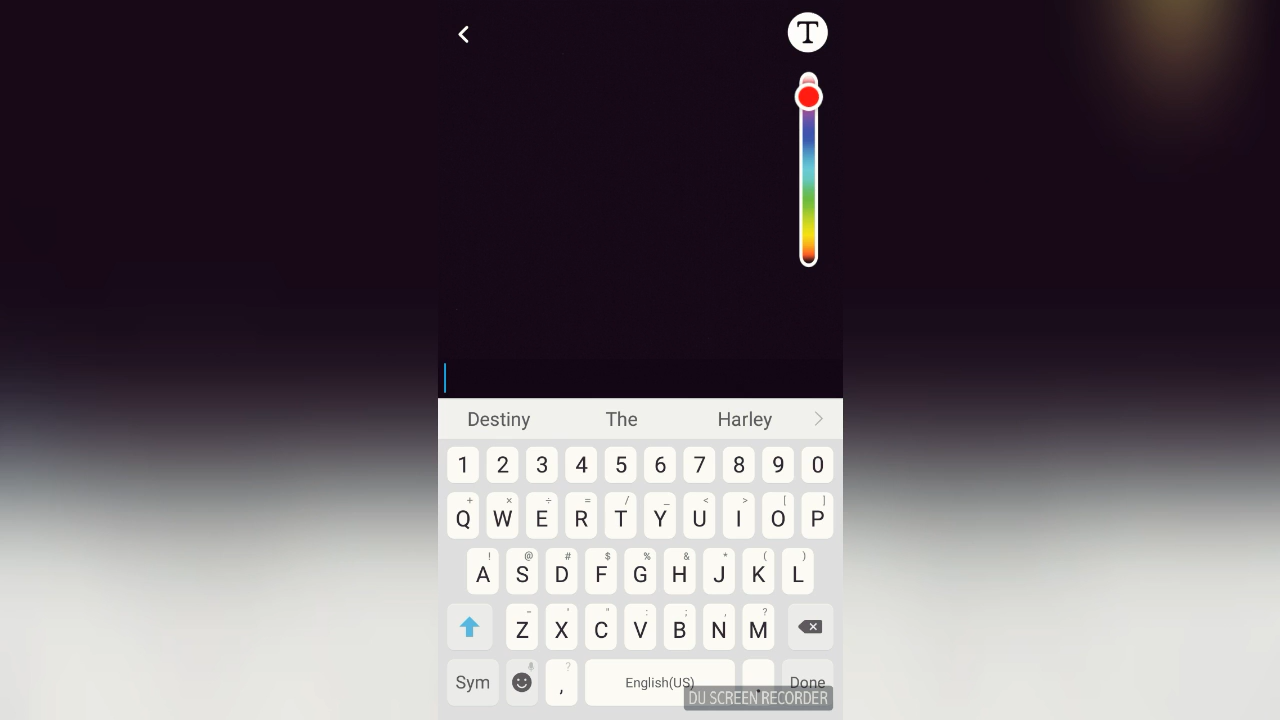 T
Destiny The Harley
1 2 3 4 5 6 7 8 9 0
+ × ÷ = / _ < > [ ]
Q W E R T Y U I O P
! @ # $ % & * ( )
A S D F G H J K L
- ' " : ; , ?
Z X C V B N M
?
Sym , English(US) . Done
DU SCREEN RECORDER